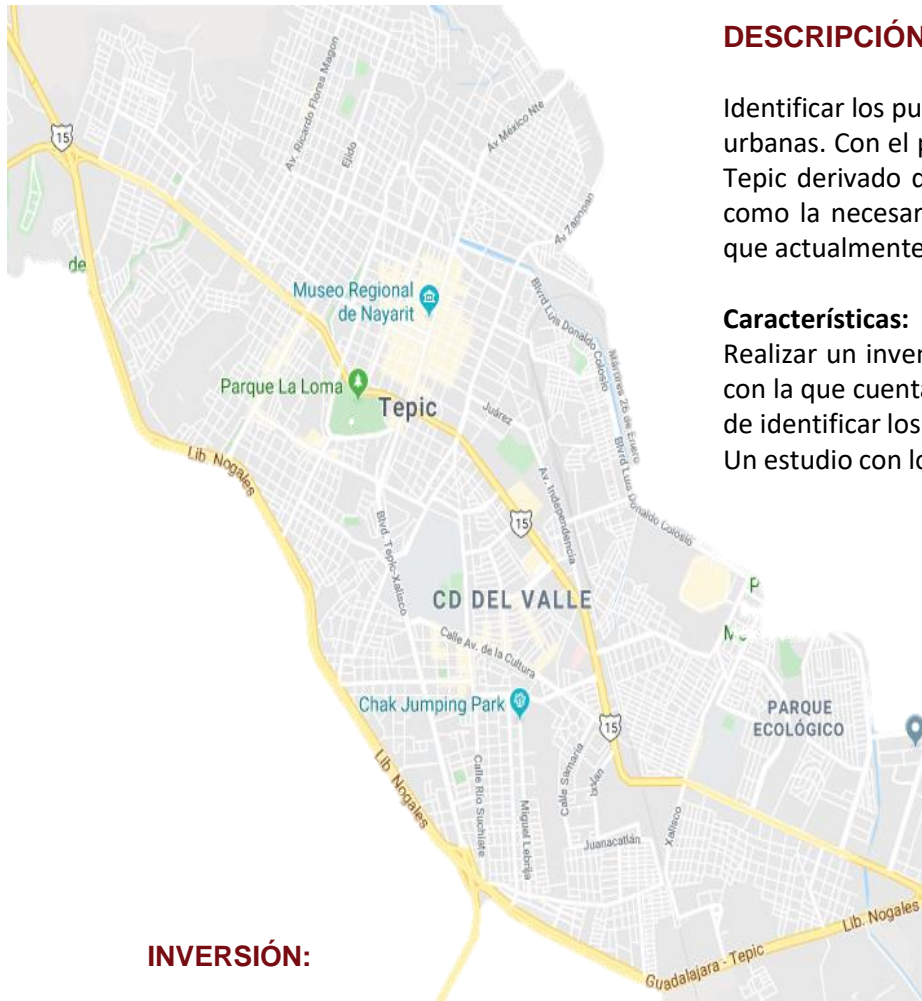 DESCRIPCIÓN
Identificar los pu
urbanas. Con el p
Tepic derivado d
como la necesar
que actualmente
Características:
Realizar un inver
con la que cuenta
de identificar los
Un estudio con lo
15
Av. Ricardo Flores Magon
Ejido
Av México Nte
Av. Zapopan
de
Museo Regional
de Nayarit
Blvrd Luis Donaldo Colosio
Mártires 26 de Enero
Blvrd Luis Donaldo Colosio
Parque La Loma
Tepic
Juárez
Lib. Nogales
Av. Independencia
15
Blvd. Tepic-Xalisco
CD DEL VALLE
Calle Av. de la Cultura
Chak Jumping Park
PARQUE
ECOLÓGICO
15
Lib. Nogales
Calle Río Suchiate
Miguel Lebrija
Calle Samaria
Juanacatlán
Xalisco
Lib. Nogales
Guadalajara - Tepic
INVERSIÓN: